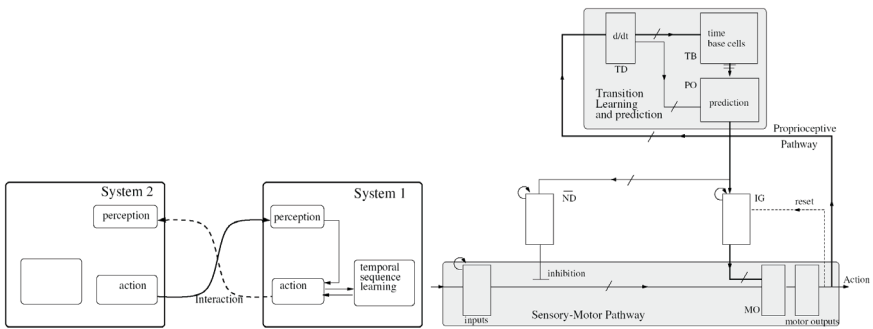 System 2
perception
action
Interaction
System 1
perception
action
temporal
sequence
learning
d/dt
TD
time
base cells
TB
PO
prediction
Transition
Learning
and prediction
Proprioceptive
Pathway
ND
IG
reset
inhibition
inputs
Sensory-Motor Pathway
MO
motor outputs
Action